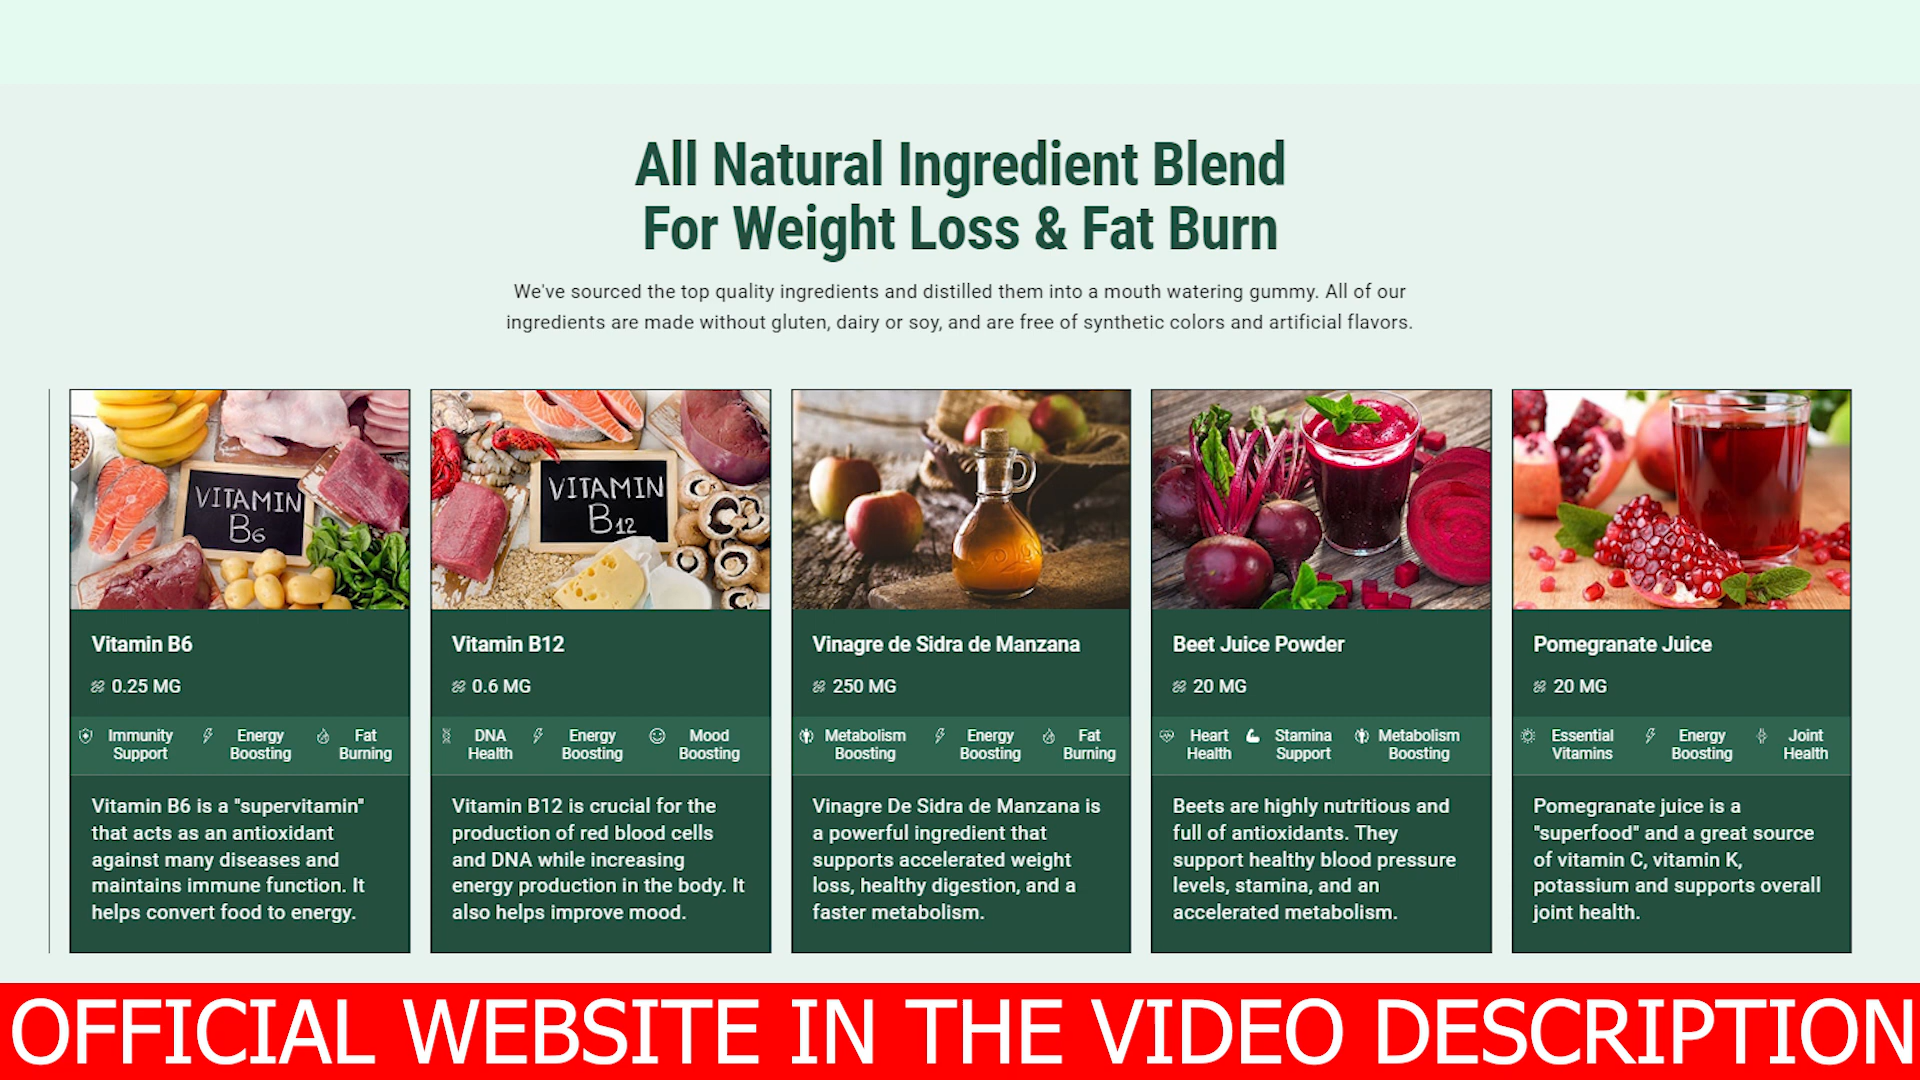 All Natural Ingredient Blend
For Weight Loss & Fat Burn
We've sourced the top quality ingredients and distilled them into a mouth watering gummy. All of our
ingredients are made without gluten, dairy or soy, and are free of synthetic colors and artificial flavors.
VITAMIN
B6
Vitamin B6
0.25 MG
Immunity
Support
Energy
Boosting
Fat
Burning
Vitamin B6 is a "supervitamin"
that acts as an antioxidant
against many diseases and
maintains immune function. It
helps convert food to energy.
VITAMIN
B12
Vitamin B12
0.6 MG
DNA
Health
Energy
Boosting
Mood
Boosting
Vitamin B12 is crucial for the
production of red blood cells
and DNA while increasing
energy production in the body. It
also helps improve mood.
Vinagre de Sidra de Manzana
250 MG
Metabolism
Boosting
Energy
Boosting
Fat
Burning
Vinagre De Sidra de Manzana is
a powerful ingredient that
supports accelerated weight
loss, healthy digestion, and a
faster metabolism.
Beet Juice Powder
20 MG
Heart
Health
Stamina
Support
Metabolism
Boosting
Beets are highly nutritious and
full of antioxidants. They
support healthy blood pressure
levels, stamina, and an
accelerated metabolism.
Pomegranate Juice
20 MG
Essential
Vitamins
Energy
Boosting
Joint
Health
Pomegranate juice is a
"superfood" and a great source
of vitamin C, vitamin K,
potassium and supports overall
joint health.
OFFICIAL WEBSITE IN THE VIDEO DESCRIPTION